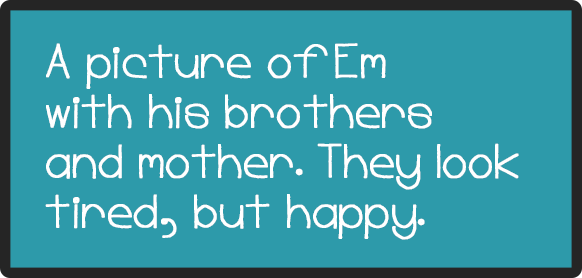 A picture of Em
with his brothers
and mother. They look
tired, but happy.